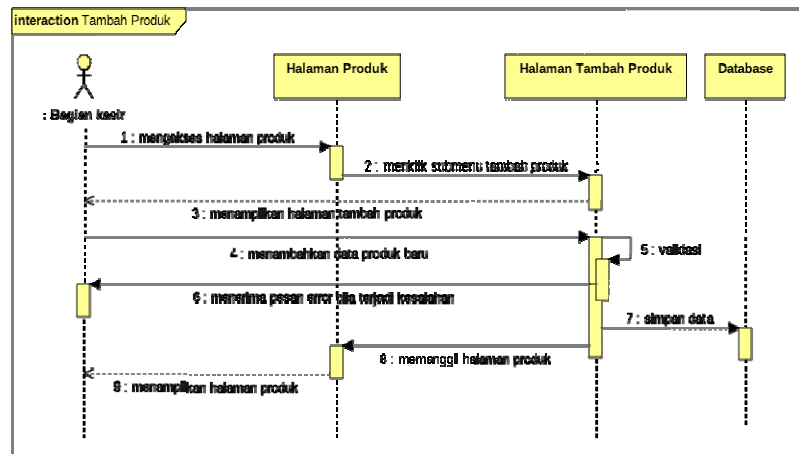 interaction Tambah Produk
Halaman Produk
Halaman Tambah Produk
Database
: Bagian kasir
1 : mengakses halaman produk
2 : menklik submenu tambah produk
3 : menampilkan halaman tambah produk
4 : menambahkan data produk baru
5 : validasi
6 : menerima pesan error bila terjadi kesalahan
7 : simpan data
8 : memanggil halaman produk
9 : menampilkan halaman produk